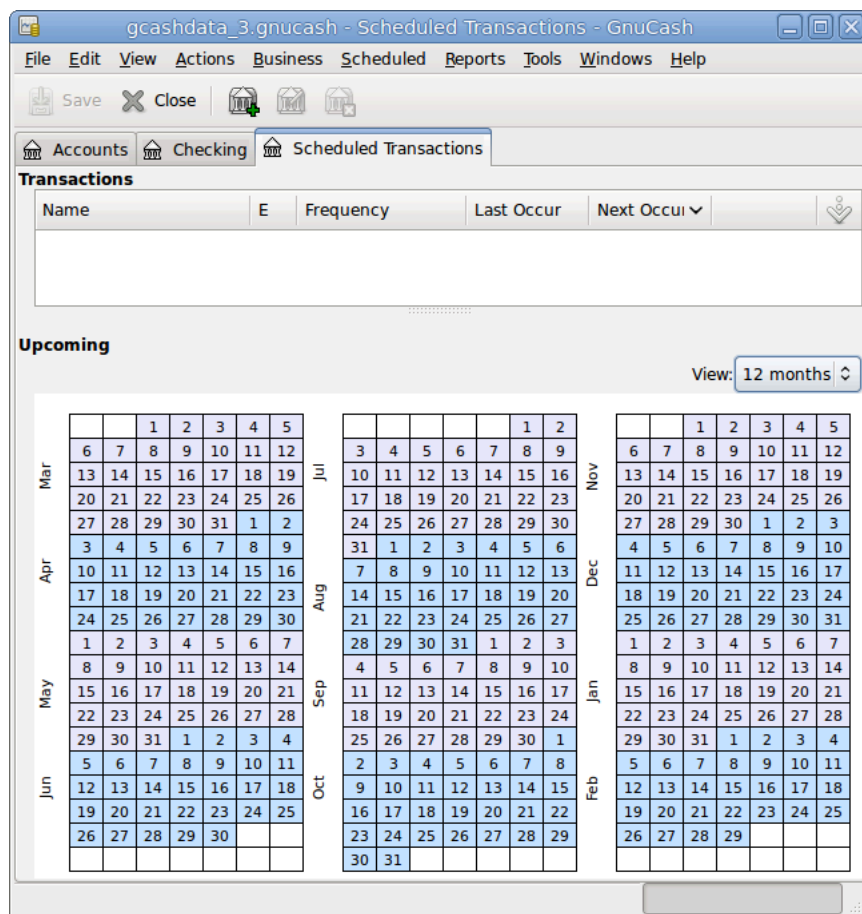 gcashdata_3.gnucash - Scheduled Transactions - GnuCash
File Edit View Actions Business Scheduled Reports Tools Windows Help
Save Close
Accounts Checking Scheduled Transactions
Transactions
Name E Frequency Last Occur Next Occur
Upcoming
View: 12 months
Mar
Apr
May
Jun
1 2 3 4 5
6 7 8 9 10 11 12
13 14 15 16 17 18 19
20 21 22 23 24 25 26
27 28 29 30 31 1 2
3 4 5 6 7 8 9
10 11 12 13 14 15 16
17 18 19 20 21 22 23
24 25 26 27 28 29 30
1 2 3 4 5 6 7
8 9 10 11 12 13 14
15 16 17 18 19 20 21
22 23 24 25 26 27 28
29 30 31 1 2 3 4
5 6 7 8 9 10 11
12 13 14 15 16 17 18
19 20 21 22 23 24 25
26 27 28 29 30
Jul
Aug
Sep
Oct
1 2
3 4 5 6 7 8 9
10 11 12 13 14 15 16
17 18 19 20 21 22 23
24 25 26 27 28 29 30
31 1 2 3 4 5 6
7 8 9 10 11 12 13
14 15 16 17 18 19 20
21 22 23 24 25 26 27
28 29 30 31 1 2 3
4 5 6 7 8 9 10
11 12 13 14 15 16 17
18 19 20 21 22 23 24
25 26 27 28 29 30 1
2 3 4 5 6 7 8
9 10 11 12 13 14 15
16 17 18 19 20 21 22
23 24 25 26 27 28 29
30 31
Nov
Dec
Jan
Feb
1 2 3 4 5
6 7 8 9 10 11 12
13 14 15 16 17 18 19
20 21 22 23 24 25 26
27 28 29 30 1 2 3
4 5 6 7 8 9 10
11 12 13 14 15 16 17
18 19 20 21 22 23 24
25 26 27 28 29 30 31
1 2 3 4 5 6 7
8 9 10 11 12 13 14
15 16 17 18 19 20 21
22 23 24 25 26 27 28
29 30 31 1 2 3 4
5 6 7 8 9 10 11
12 13 14 15 16 17 18
19 20 21 22 23 24 25
26 27 28 29